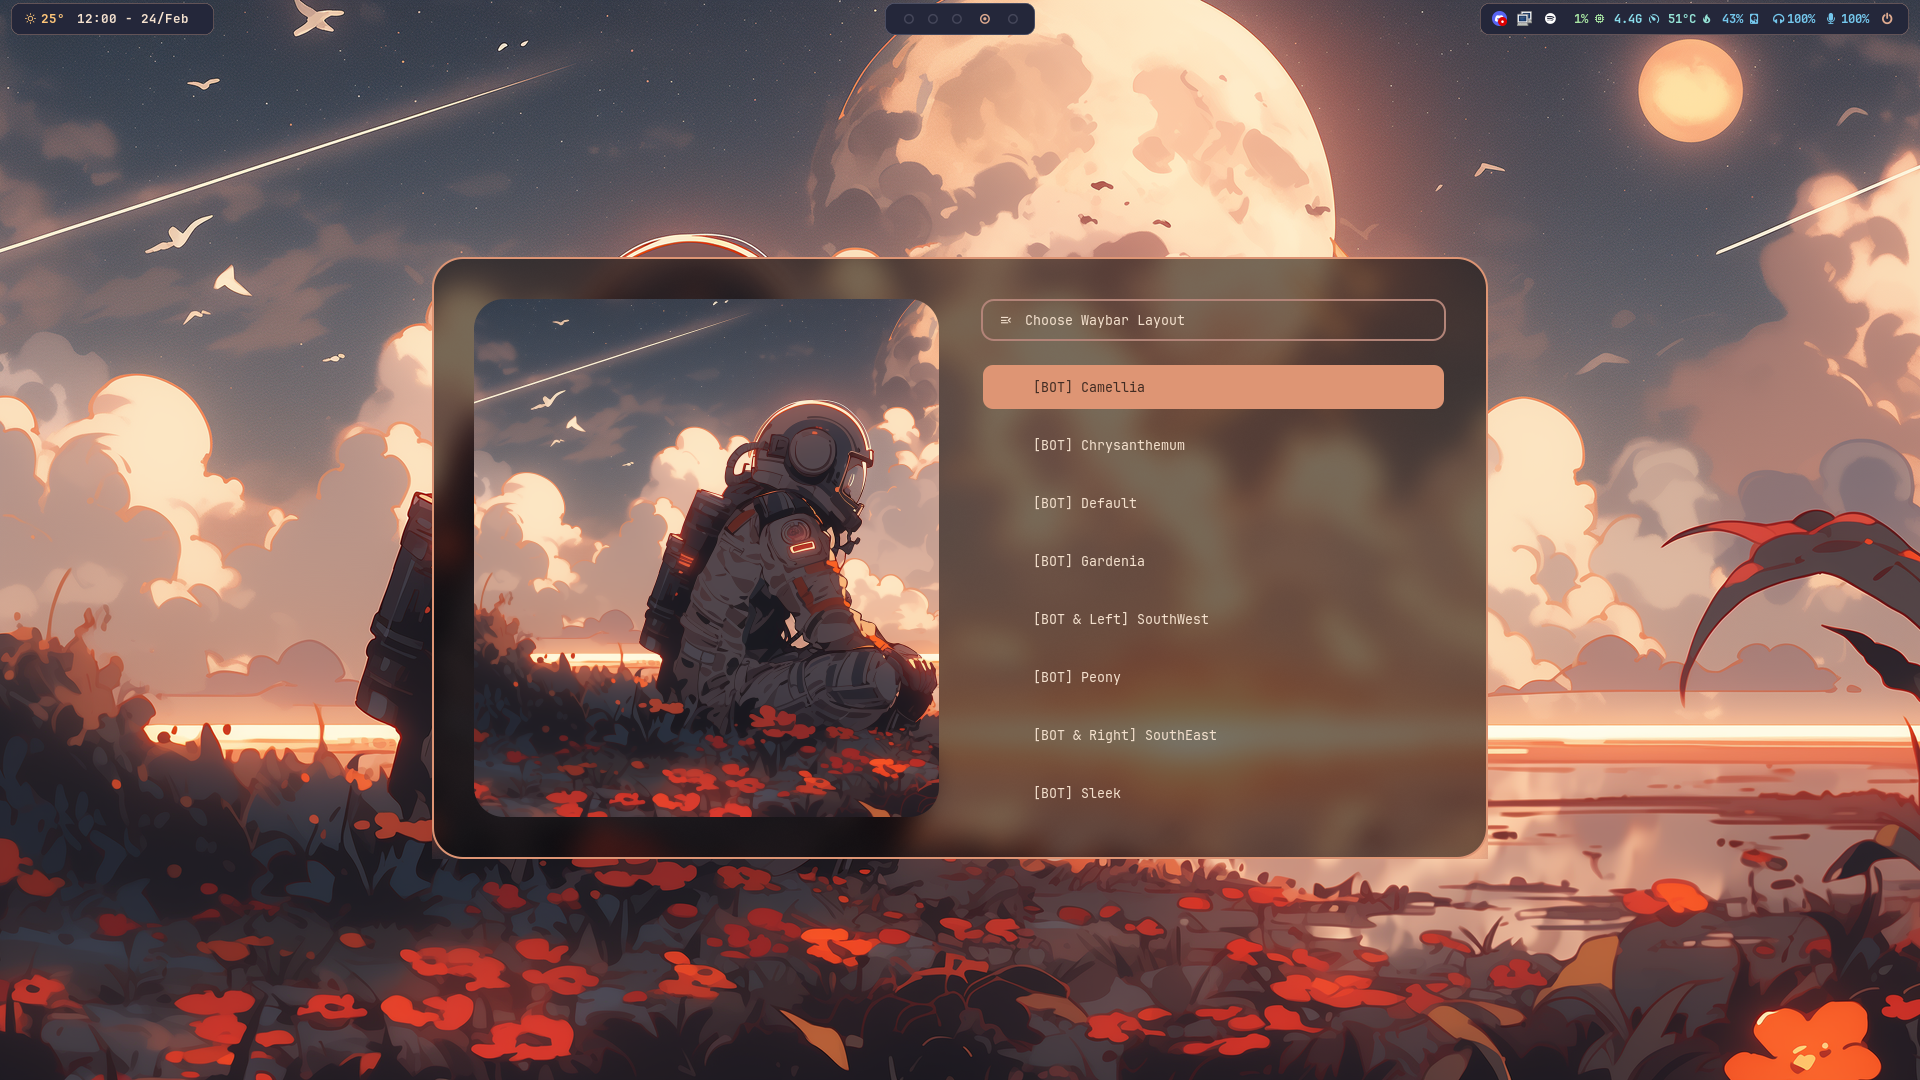 25° 12:00 - 24/Feb
1% 4.4G 51°C 43% 100% 100%
Choose Waybar Layout
[BOT] Camellia
[BOT] Chrysanthemum
[BOT] Default
[BOT] Gardenia
[BOT & Left] SouthWest
[BOT] Peony
[BOT & Right] SouthEast
[BOT] Sleek